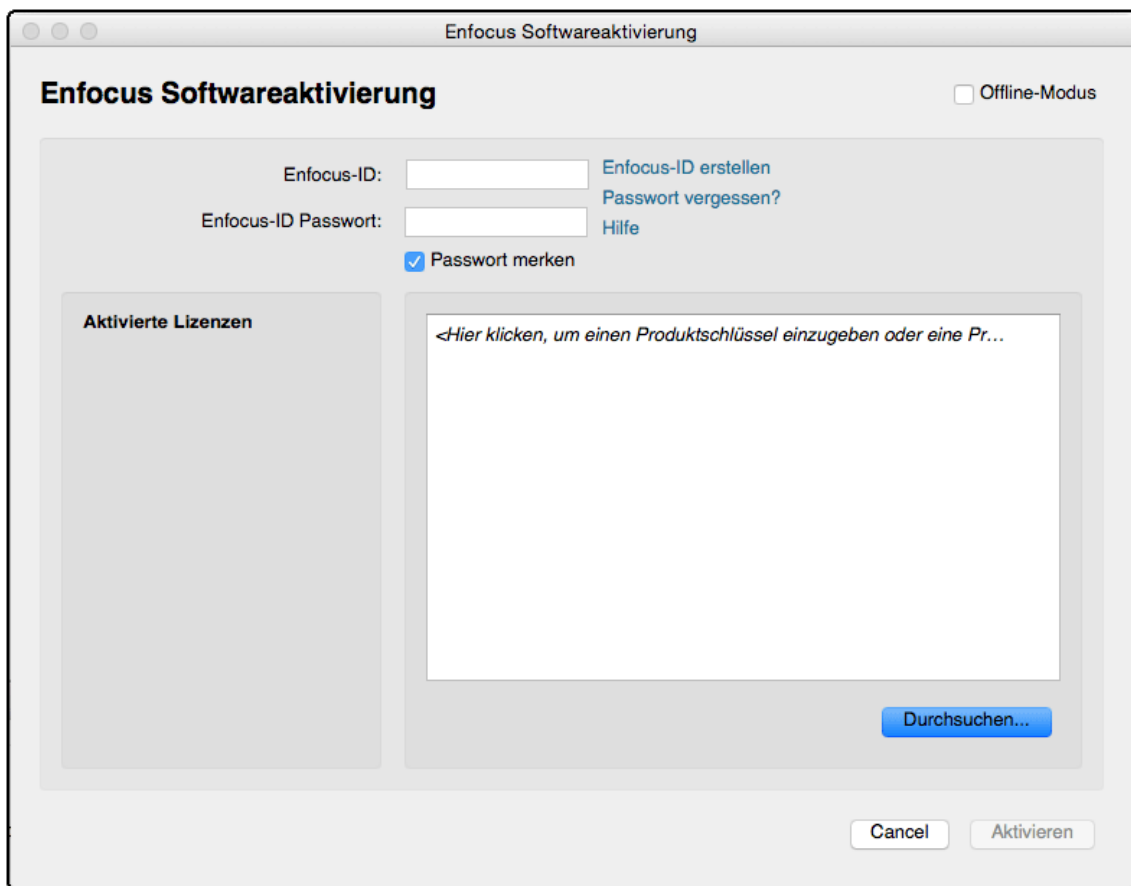 Enfocus Softwareaktivierung
Enfocus Softwareaktivierung
Offline-Modus
Enfocus-ID:
Enfocus-ID erstellen
Passwort vergessen?
Enfocus-ID Passwort:
Hilfe
Passwort merken
Aktivierte Lizenzen
<Hier klicken, um einen Produktschlüssel einzugeben oder eine Pr...
Durchsuchen...
Cancel
Aktivieren